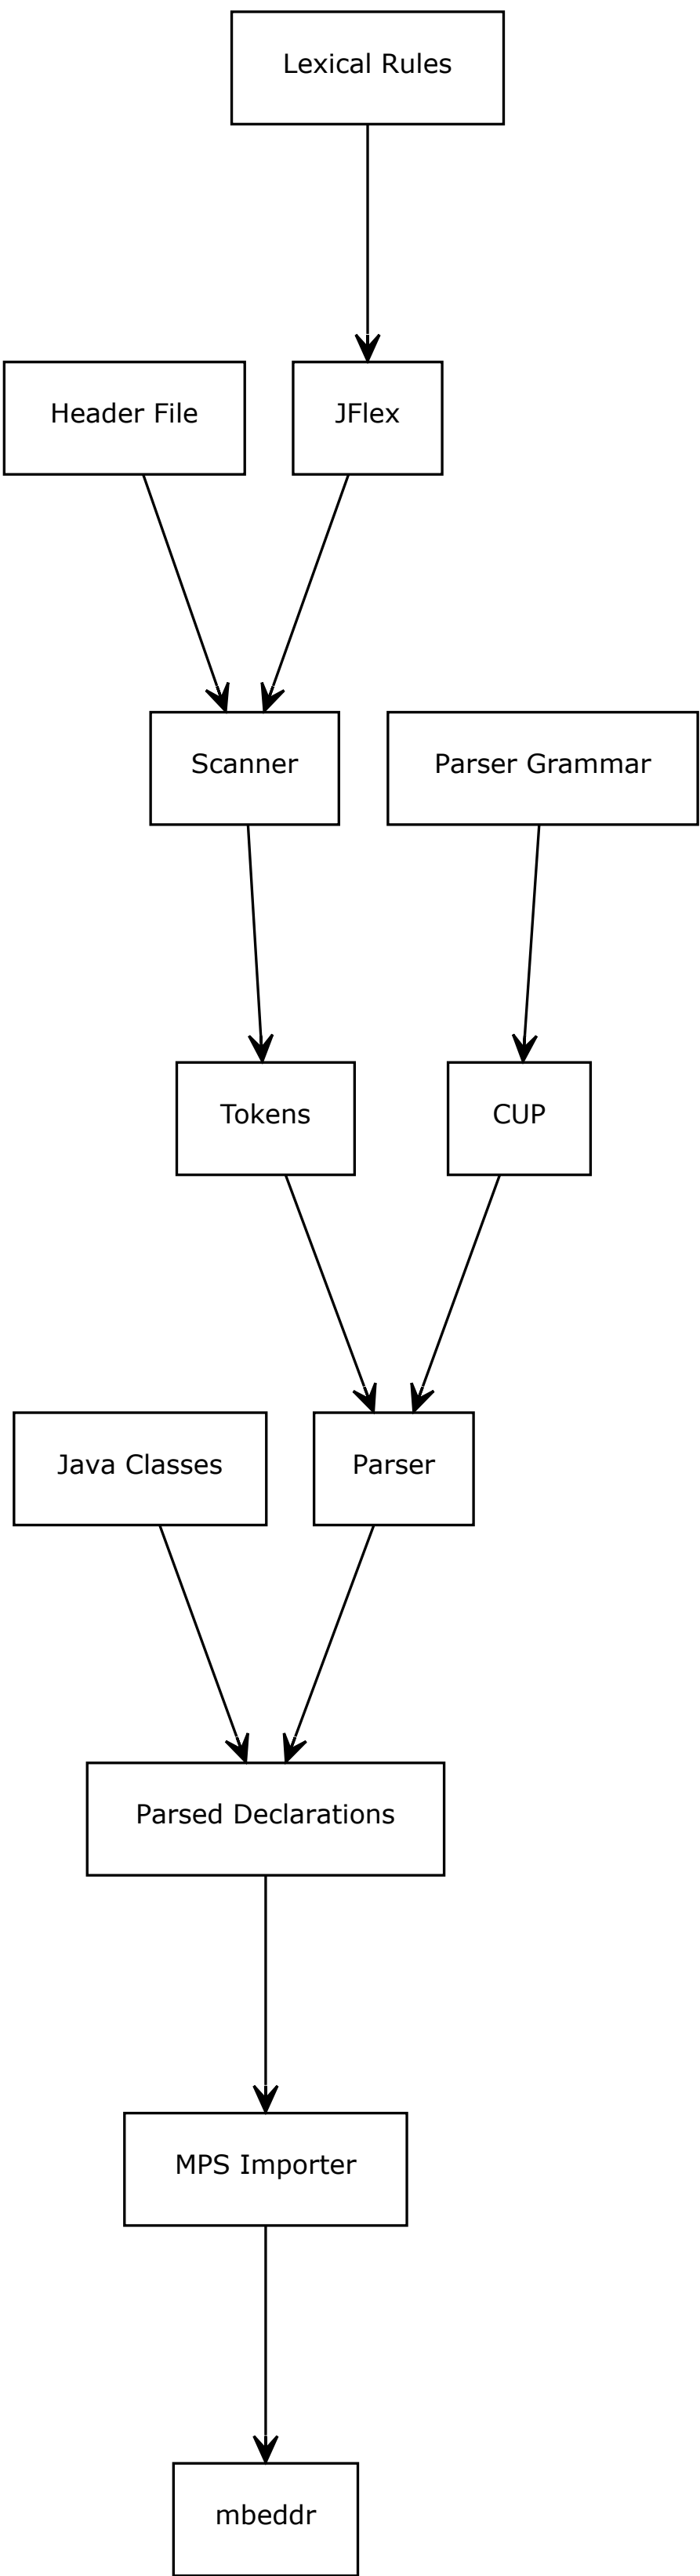 Lexical Rules
Header File
JFlex
Scanner
Parser Grammar
Tokens
CUP
Java Classes
Parser
Parsed Declarations
MPS Importer
mbeddr